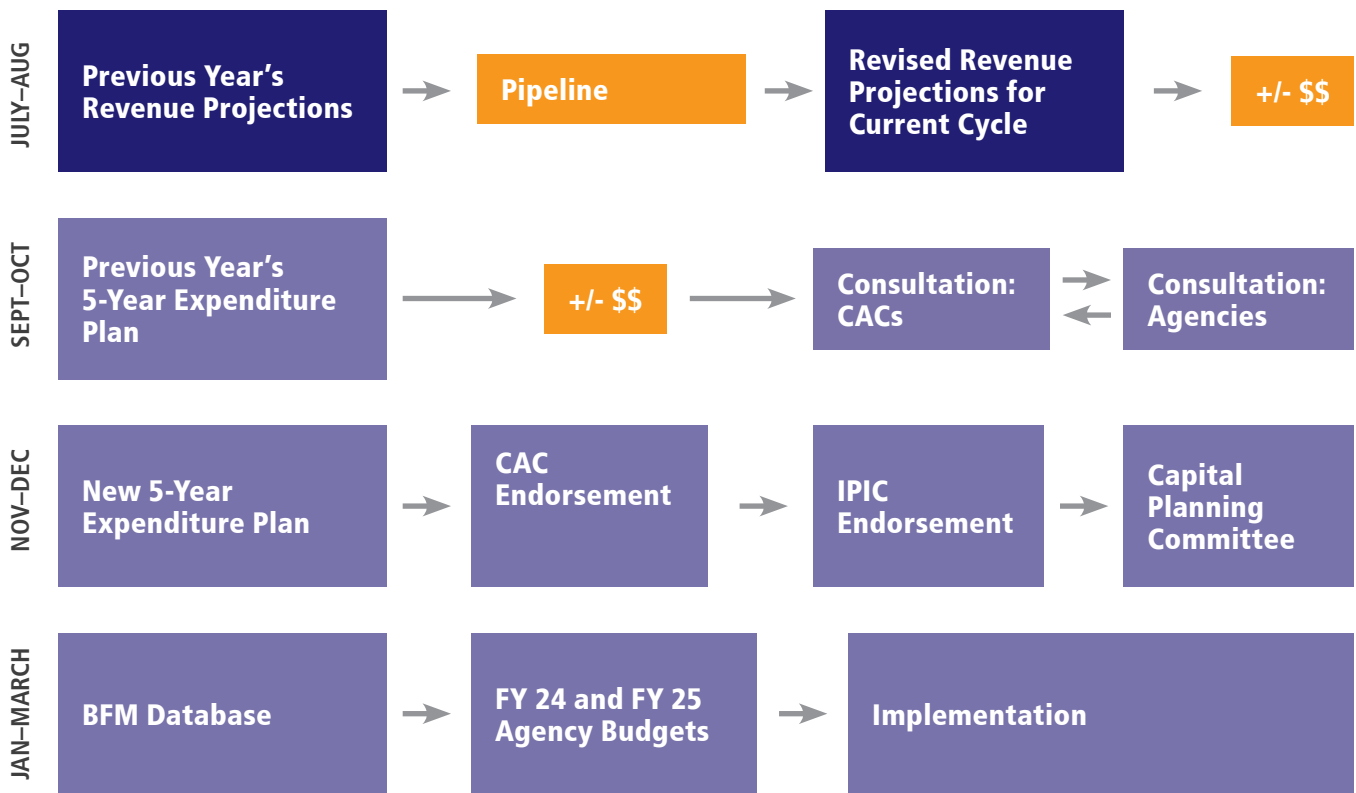 JULY–AUG
Previous Year’s
Revenue Projections
Pipeline
Revised Revenue
Projections for
Current Cycle
+/- $$
SEPT–OCT
Previous Year’s
5-Year Expenditure
Plan
+/- $$
Consultation:
CACs
Consultation:
Agencies
NOV–DEC
New 5-Year
Expenditure Plan
CAC
Endorsement
IPIC
Endorsement
Capital
Planning
Committee
JAN–MARCH
BFM Database
FY 24 and FY 25
Agency Budgets
Implementation